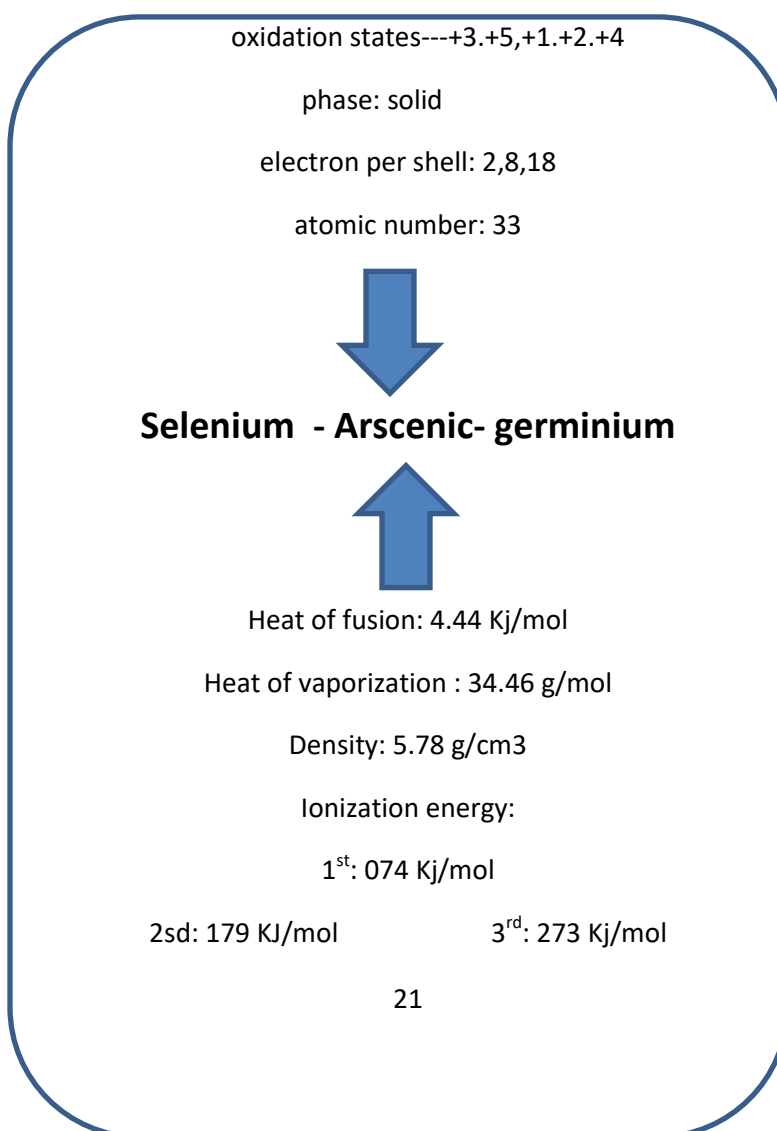 oxidation states---+3.+5,+1.+2.+4
phase: solid
electron per shell: 2,8,18
atomic number: 33
Selenium - Arscenic- germinium
Heat of fusion: 4.44 Kj/mol
Heat of vaporization : 34.46 g/mol
Density: 5.78 g/cm3
Ionization energy:
1st: 074 Kj/mol
2sd: 179 KJ/mol 3rd: 273 Kj/mol
21